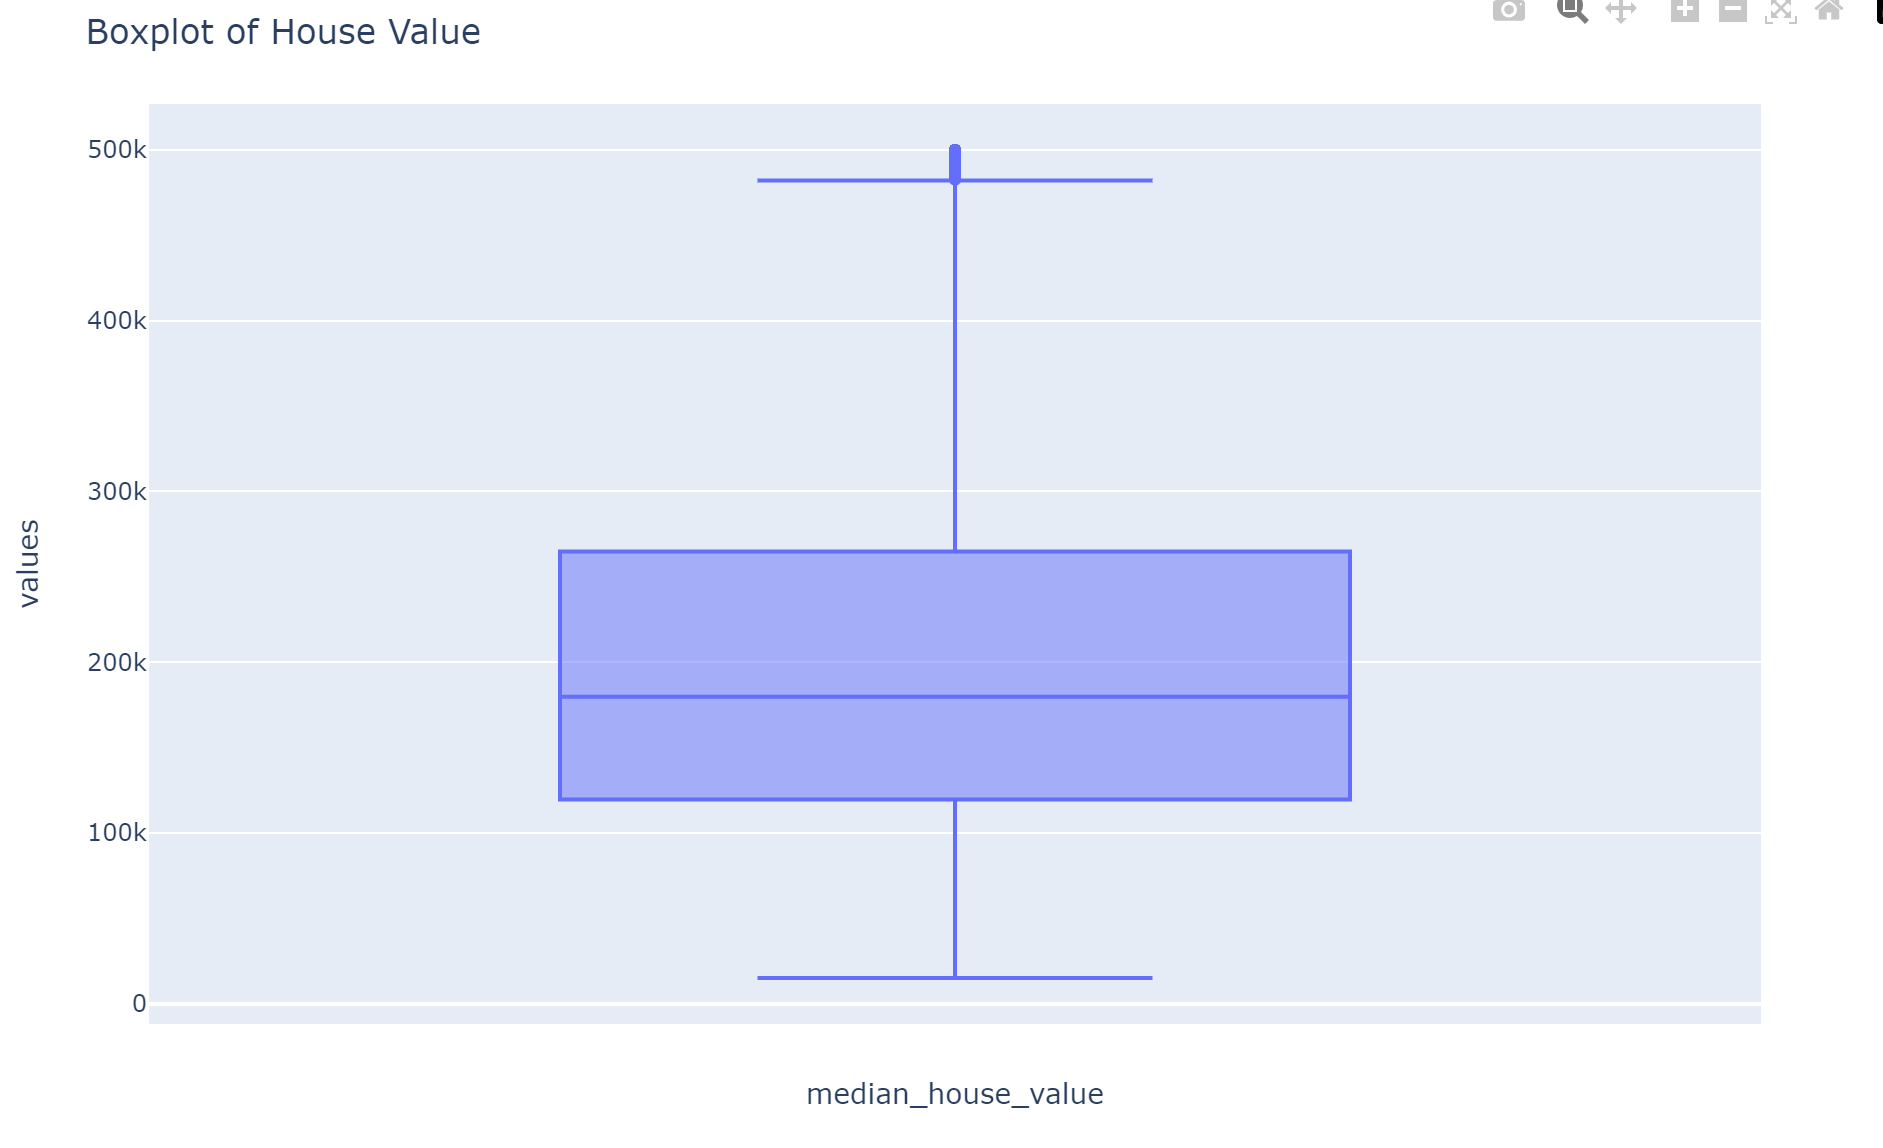 Boxplot of House Value
500k
400k
300k
200k
100k
0
values
median_house_value